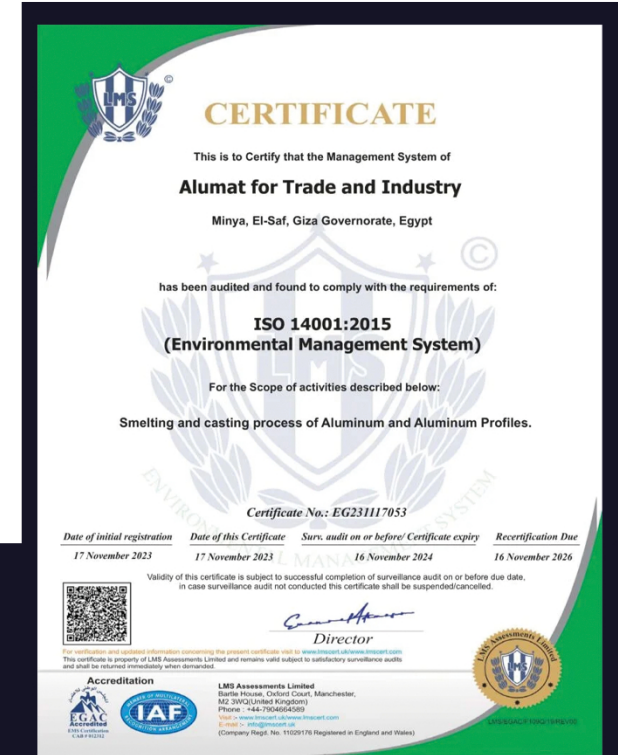 LMS
©
CERTIFICATE
This is to Certify that the Management System of
Alumat for Trade and Industry
Minya, El-Saf, Giza Governorate, Egypt
©
has been audited and found to comply with the requirements of:
ISO 14001:2015
(Environmental Management System)
For the Scope of activities described below:
Smelting and casting process of Aluminum and Aluminum Profiles.
ENVIRONMENTAL MANAGEMENT SYSTEM
Certificate No.: EG231117053
Date of initial registration Date of this Certificate Surv. audit on or before/ Certificate expiry Recertification Due
17 November 2023 17 November 2023 16 November 2024 16 November 2026
Validity of this certificate is subject to successful completion of surveillance audit on or before due date,
in case surveillance audit not conducted this certificate shall be suspended/cancelled.
Director
For verification and updated information concerning the present certificate visit to www.lmscert.uk/www.lmscert.com
This certificate is property of LMS Assessments Limited and remains valid subject to satisfactory surveillance audits
and shall be returned immediately when demanded.
Accreditation
EGAC
Accredited
EMS Certification
CAB # 012312
IAF
LMS Assessments Limited
Bartle House, Oxford Court, Manchester,
M2 3WQ(United Kingdom)
Phone : +44-7904664589
Visit :- www.lmscert.uk/www.lmscert.com
E-mail :- info@lmscert.uk
(Company Regd. No. 11029176 Registered in England and Wales)
LMS Assessments Limited
LMS